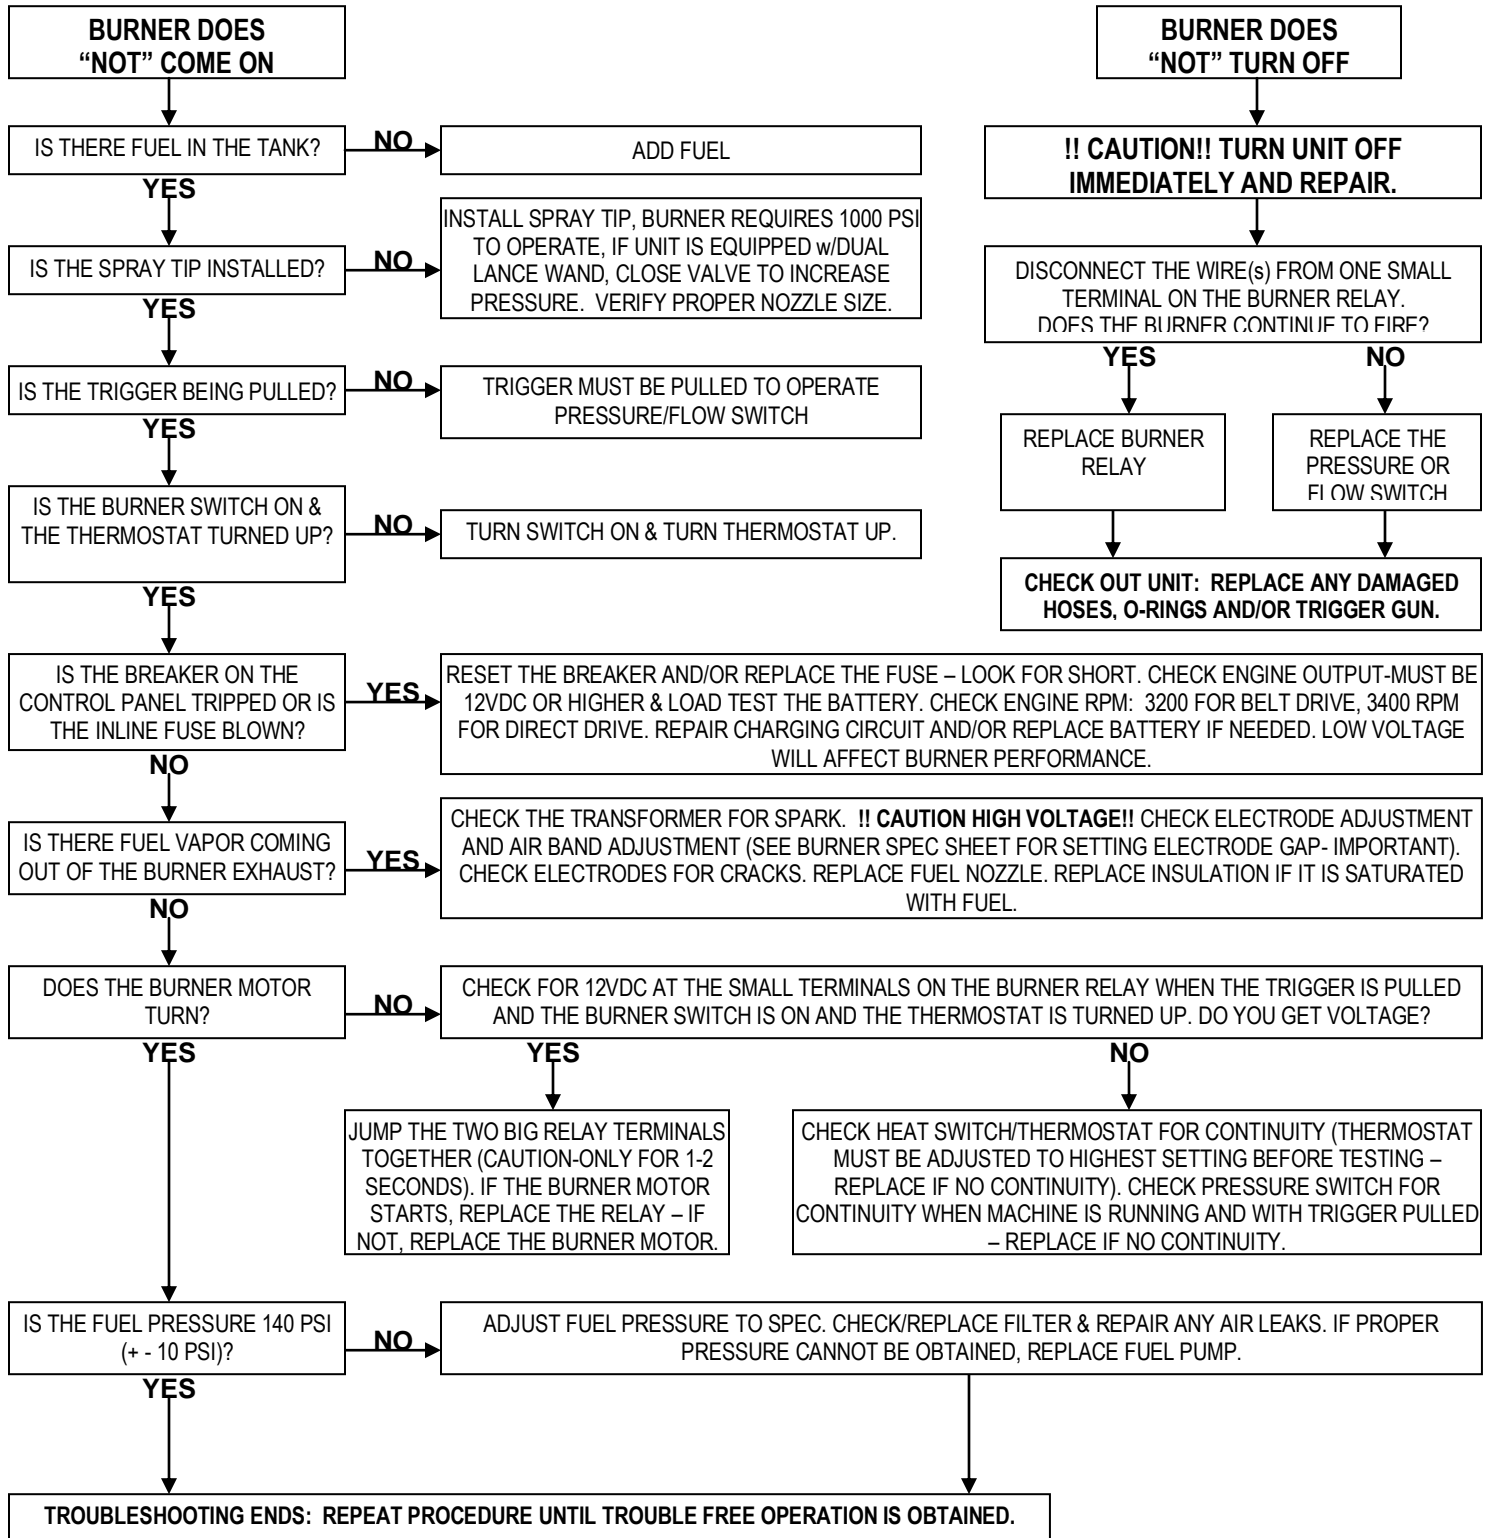 BURNER DOES
“NOT” COME ON
IS THERE FUEL IN THE TANK?
NO
ADD FUEL
YES
IS THE SPRAY TIP INSTALLED?
NO
INSTALL SPRAY TIP, BURNER REQUIRES 1000 PSI
TO OPERATE, IF UNIT IS EQUIPPED w/DUAL
LANCE WAND, CLOSE VALVE TO INCREASE
PRESSURE. VERIFY PROPER NOZZLE SIZE.
YES
IS THE TRIGGER BEING PULLED?
NO
TRIGGER MUST BE PULLED TO OPERATE
PRESSURE/FLOW SWITCH
YES
IS THE BURNER SWITCH ON &
THE THERMOSTAT TURNED UP?
NO
TURN SWITCH ON & TURN THERMOSTAT UP.
YES
BURNER DOES
“NOT” TURN OFF
!! CAUTION!! TURN UNIT OFF
IMMEDIATELY AND REPAIR.
DISCONNECT THE WIRE(s) FROM ONE SMALL
TERMINAL ON THE BURNER RELAY.
DOES THE BURNER CONTINUE TO FIRE?
YES
NO
REPLACE BURNER
RELAY
REPLACE THE
PRESSURE OR
FLOW SWITCH
CHECK OUT UNIT: REPLACE ANY DAMAGED
HOSES, O-RINGS AND/OR TRIGGER GUN.
IS THE BREAKER ON THE
CONTROL PANEL TRIPPED OR IS
THE INLINE FUSE BLOWN?
YES
RESET THE BREAKER AND/OR REPLACE THE FUSE – LOOK FOR SHORT. CHECK ENGINE OUTPUT-MUST BE
12VDC OR HIGHER & LOAD TEST THE BATTERY. CHECK ENGINE RPM: 3200 FOR BELT DRIVE, 3400 RPM
FOR DIRECT DRIVE. REPAIR CHARGING CIRCUIT AND/OR REPLACE BATTERY IF NEEDED. LOW VOLTAGE
WILL AFFECT BURNER PERFORMANCE.
NO
IS THERE FUEL VAPOR COMING
OUT OF THE BURNER EXHAUST?
YES
CHECK THE TRANSFORMER FOR SPARK. !! CAUTION HIGH VOLTAGE!! CHECK ELECTRODE ADJUSTMENT
AND AIR BAND ADJUSTMENT (SEE BURNER SPEC SHEET FOR SETTING ELECTRODE GAP- IMPORTANT).
CHECK ELECTRODES FOR CRACKS. REPLACE FUEL NOZZLE. REPLACE INSULATION IF IT IS SATURATED
WITH FUEL.
NO
DOES THE BURNER MOTOR
TURN?
NO
CHECK FOR 12VDC AT THE SMALL TERMINALS ON THE BURNER RELAY WHEN THE TRIGGER IS PULLED
AND THE BURNER SWITCH IS ON AND THE THERMOSTAT IS TURNED UP. DO YOU GET VOLTAGE?
YES
YES
NO
JUMP THE TWO BIG RELAY TERMINALS
TOGETHER (CAUTION-ONLY FOR 1-2
SECONDS). IF THE BURNER MOTOR
STARTS, REPLACE THE RELAY – IF
NOT, REPLACE THE BURNER MOTOR.
CHECK HEAT SWITCH/THERMOSTAT FOR CONTINUITY (THERMOSTAT
MUST BE ADJUSTED TO HIGHEST SETTING BEFORE TESTING –
REPLACE IF NO CONTINUITY). CHECK PRESSURE SWITCH FOR
CONTINUITY WHEN MACHINE IS RUNNING AND WITH TRIGGER PULLED
– REPLACE IF NO CONTINUITY.
IS THE FUEL PRESSURE 140 PSI
(+ - 10 PSI)?
NO
ADJUST FUEL PRESSURE TO SPEC. CHECK/REPLACE FILTER & REPAIR ANY AIR LEAKS. IF PROPER
PRESSURE CANNOT BE OBTAINED, REPLACE FUEL PUMP.
YES
TROUBLESHOOTING ENDS: REPEAT PROCEDURE UNTIL TROUBLE FREE OPERATION IS OBTAINED.